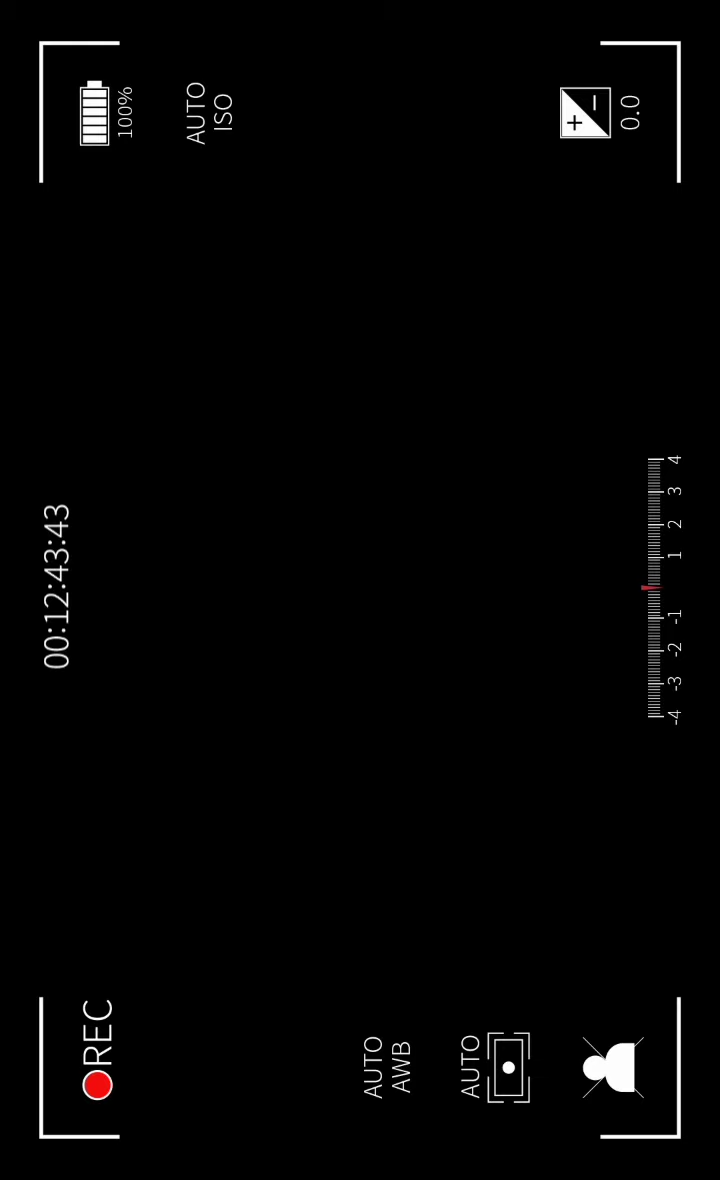 REC
00:12:43:43
100%
AUTO
ISO
AUTO
AWB
AUTO
-4 -3 -2 -1 1 2 3 4
+ −
0.0